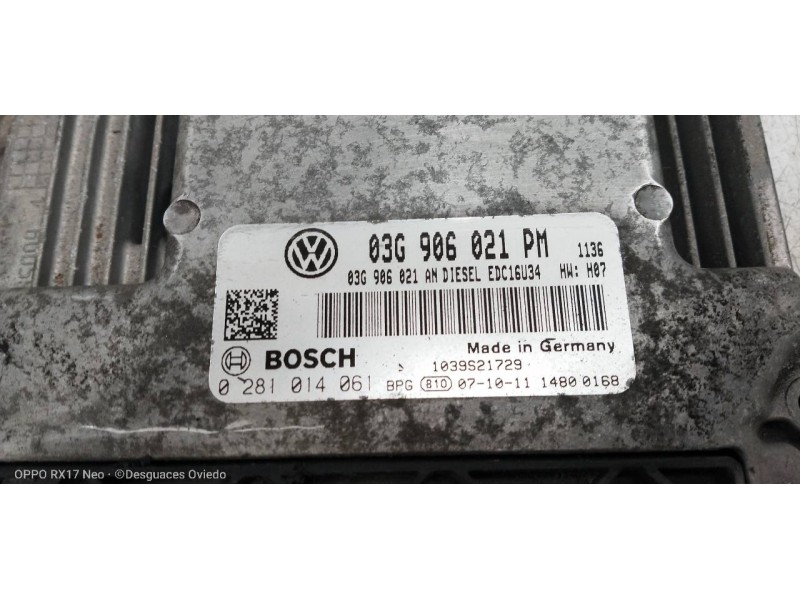 03G 906 021 PM 1136
03G 906 021 AN DIESEL EDC16U34 HW: H07
BOSCH
Made in Germany
1039S21729
0 281 014 061 BPG 810 07-10-11 1480 0168
OPPO RX17 Neo · ©Desguaces Oviedo